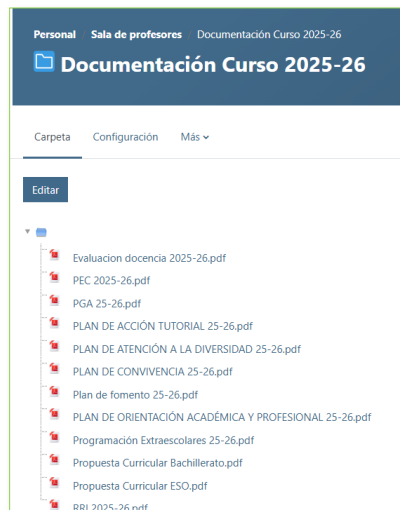 Personal Sala de profesores Documentación Curso 2025-26
Documentación Curso 2025-26
Carpeta Configuración Más
Editar
Evaluacion docencia 2025-26.pdf
PEC 2025-26.pdf
PGA 25-26.pdf
PLAN DE ACCIÓN TUTORIAL 25-26.pdf
PLAN DE ATENCIÓN A LA DIVERSIDAD 25-26.pdf
PLAN DE CONVIVENCIA 25-26.pdf
Plan de fomento 25-26.pdf
PLAN DE ORIENTACIÓN ACADÉMICA Y PROFESIONAL 25-26.pdf
Programación Extraescolares 25-26.pdf
Propuesta Curricular Bachillerato.pdf
Propuesta Curricular ESO.pdf
RRI 2025-26.pdf